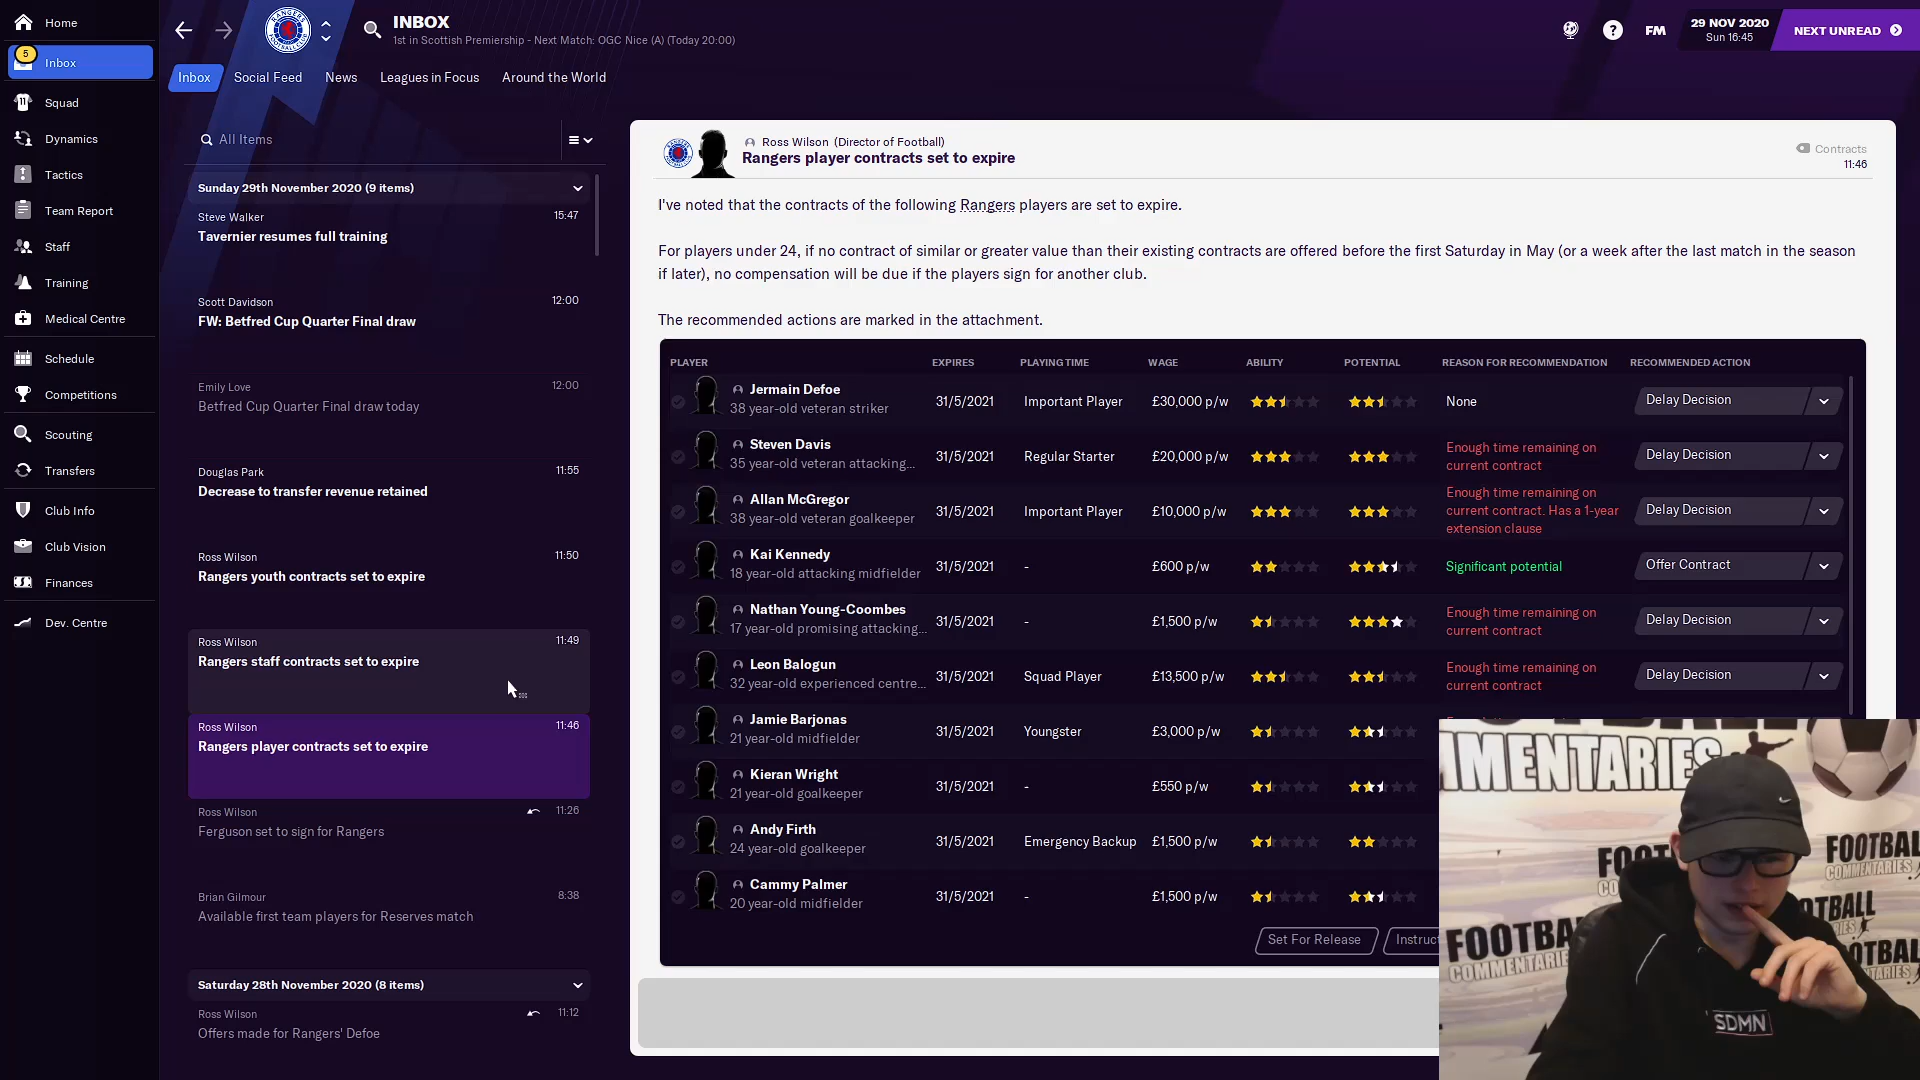 Home
5
Inbox
Squad
Dynamics
Tactics
Team Report
Staff
Training
Medical Centre
Schedule
Competitions
Scouting
Transfers
Club Info
Club Vision
Finances
Dev. Centre
INBOX
1st in Scottish Premiership - Next Match: OGC Nice (A) (Today 20:00)
FM
29 NOV 2020
Sun 16:45
NEXT UNREAD
Inbox
Social Feed
News
Leagues in Focus
Around the World
All Items
Sunday 29th November 2020 (9 items)
Steve Walker 15:47
Tavernier resumes full training
Scott Davidson 12:00
FW: Betfred Cup Quarter Final draw
Emily Love 12:00
Betfred Cup Quarter Final draw today
Douglas Park 11:55
Decrease to transfer revenue retained
Ross Wilson 11:50
Rangers youth contracts set to expire
Ross Wilson 11:49
Rangers staff contracts set to expire
Ross Wilson 11:46
Rangers player contracts set to expire
Ross Wilson 11:26
Ferguson set to sign for Rangers
Brian Gilmour 8:38
Available first team players for Reserves match
Saturday 28th November 2020 (8 items)
Ross Wilson 11:12
Offers made for Rangers' Defoe
Ross Wilson (Director of Football)
Rangers player contracts set to expire
Contracts
11:46
I've noted that the contracts of the following Rangers players are set to expire.
For players under 24, if no contract of similar or greater value than their existing contracts are offered before the first Saturday in May (or a week after the last match in the season
if later), no compensation will be due if the players sign for another club.
The recommended actions are marked in the attachment.
PLAYER EXPIRES PLAYING TIME WAGE ABILITY POTENTIAL REASON FOR RECOMMENDATION RECOMMENDED ACTION
Jermain Defoe
38 year-old veteran striker
31/5/2021 Important Player £30,000 p/w None Delay Decision
Steven Davis
35 year-old veteran attacking...
31/5/2021 Regular Starter £20,000 p/w
Enough time remaining on
current contract
Delay Decision
Allan McGregor
38 year-old veteran goalkeeper
31/5/2021 Important Player £10,000 p/w
Enough time remaining on
current contract. Has a 1-year
extension clause
Delay Decision
Kai Kennedy
18 year-old attacking midfielder
31/5/2021 - £600 p/w Significant potential Offer Contract
Nathan Young-Coombes
17 year-old promising attacking...
31/5/2021 - £1,500 p/w
Enough time remaining on
current contract
Delay Decision
Leon Balogun
32 year-old experienced centre...
31/5/2021 Squad Player £13,500 p/w
Enough time remaining on
current contract
Delay Decision
Jamie Barjonas
21 year-old midfielder
31/5/2021 Youngster £3,000 p/w
Kieran Wright
21 year-old goalkeeper
31/5/2021 - £550 p/w
Andy Firth
24 year-old goalkeeper
31/5/2021 Emergency Backup £1,500 p/w
Cammy Palmer
20 year-old midfielder
31/5/2021 - £1,500 p/w
Set For Release
Instruct
MMENTARIES
FOOTBAL
COMMENTARIES
FOOTBA
COMMENTARIES
SDMN